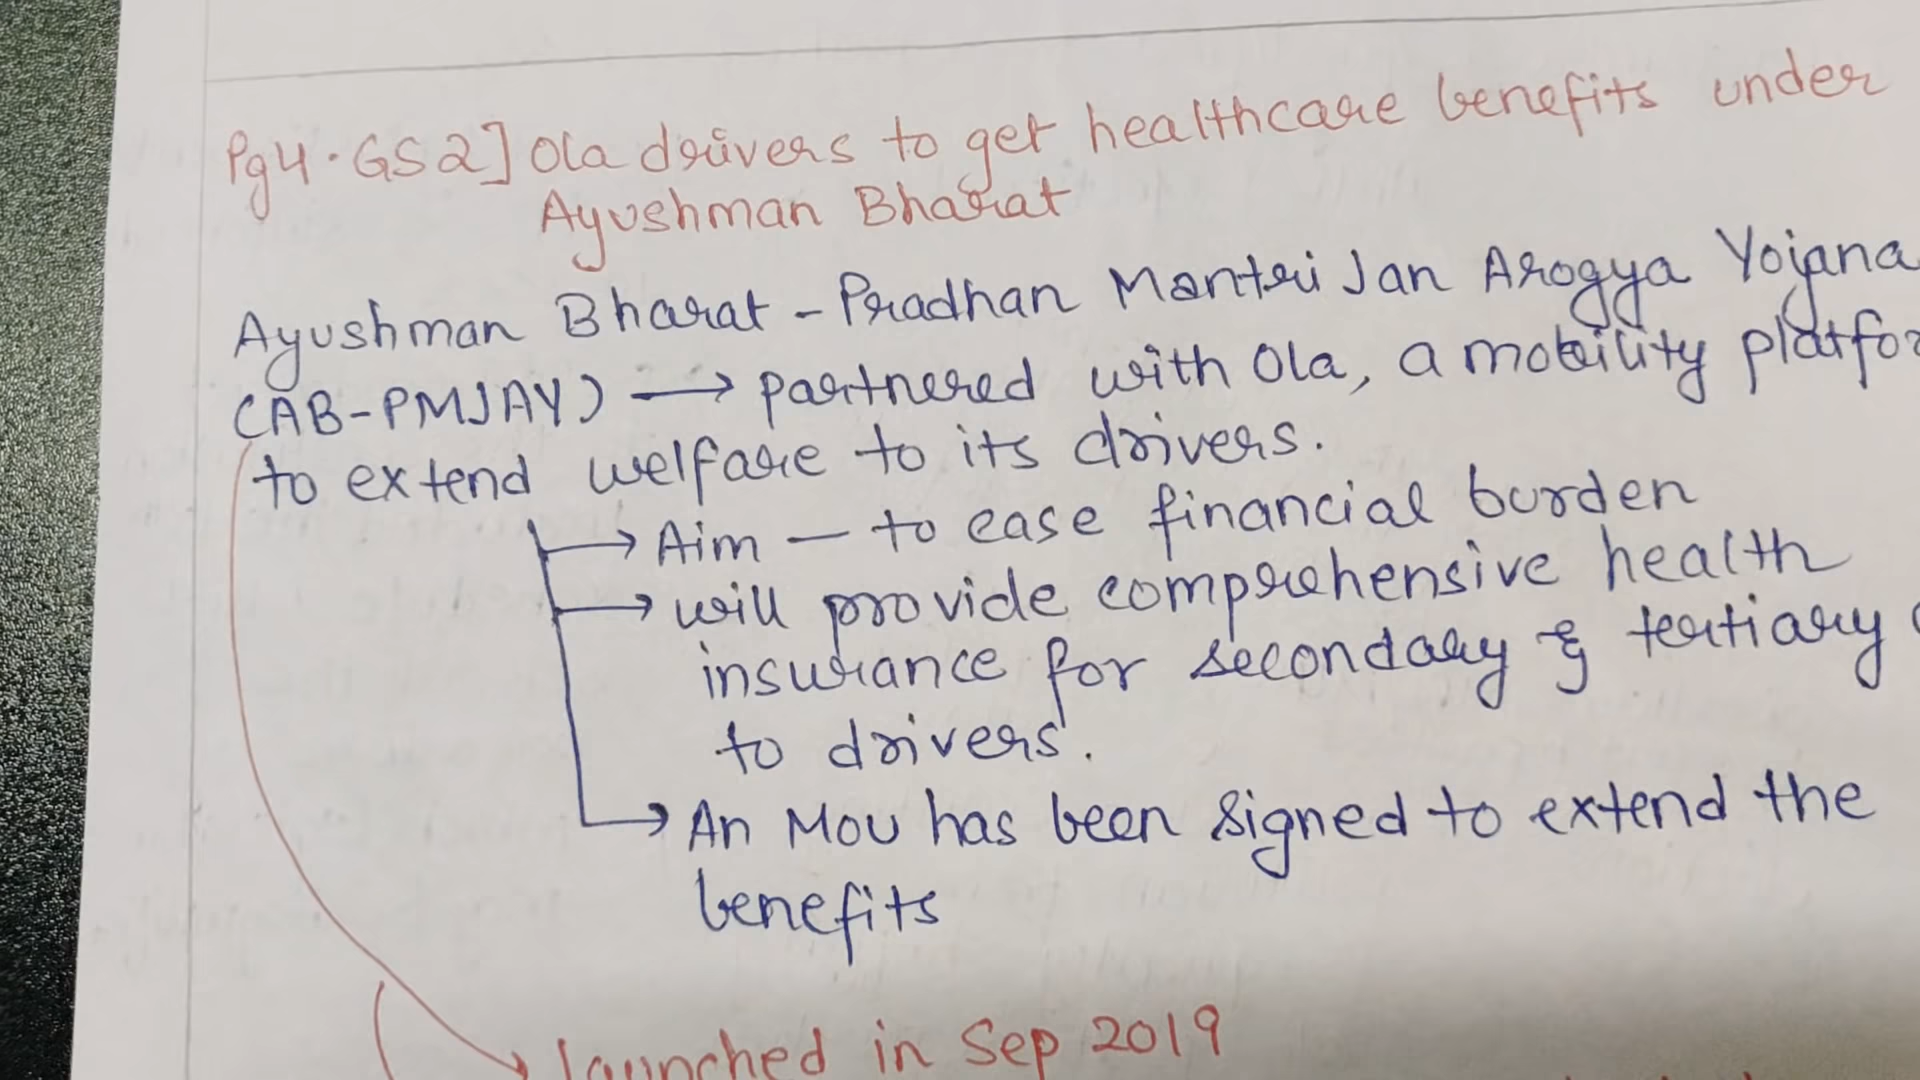 Pg4. GS2] Ola drivers to get healthcare benefits under
Ayushman Bharat
Ayushman Bharat - Pradhan Mantri Jan Arogya Yojana
(AB-PMJAY) → partnered with Ola, a mobility platfor
to extend welfare to its drivers.
→ Aim - to ease financial burden
→ will provide comprehensive health
insurance for secondary & tertiary
to drivers.
→ An MOU has been signed to extend the
benefits
launched in Sep 2019